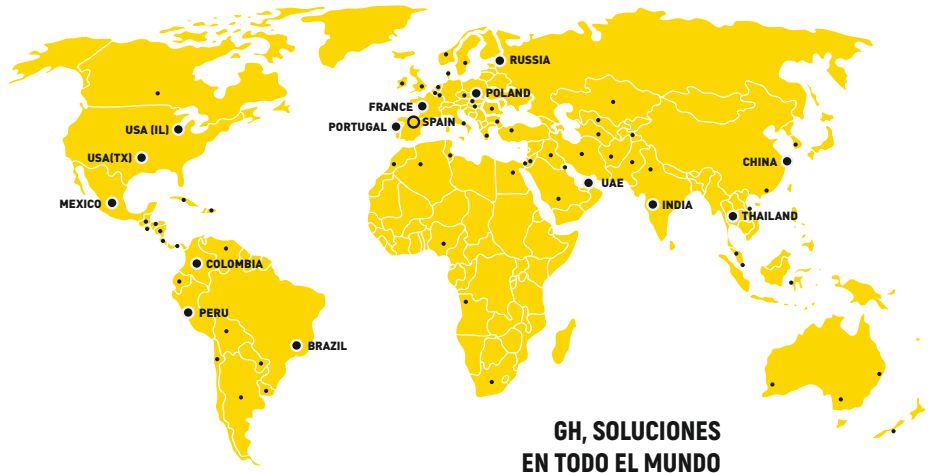 RUSSIA
POLAND
FRANCE
SPAIN
PORTUGAL
USA (IL)
USA(TX)
CHINA
UAE
MEXICO
INDIA
THAILAND
COLOMBIA
PERU
BRAZIL
GH, SOLUCIONES
EN TODO EL MUNDO